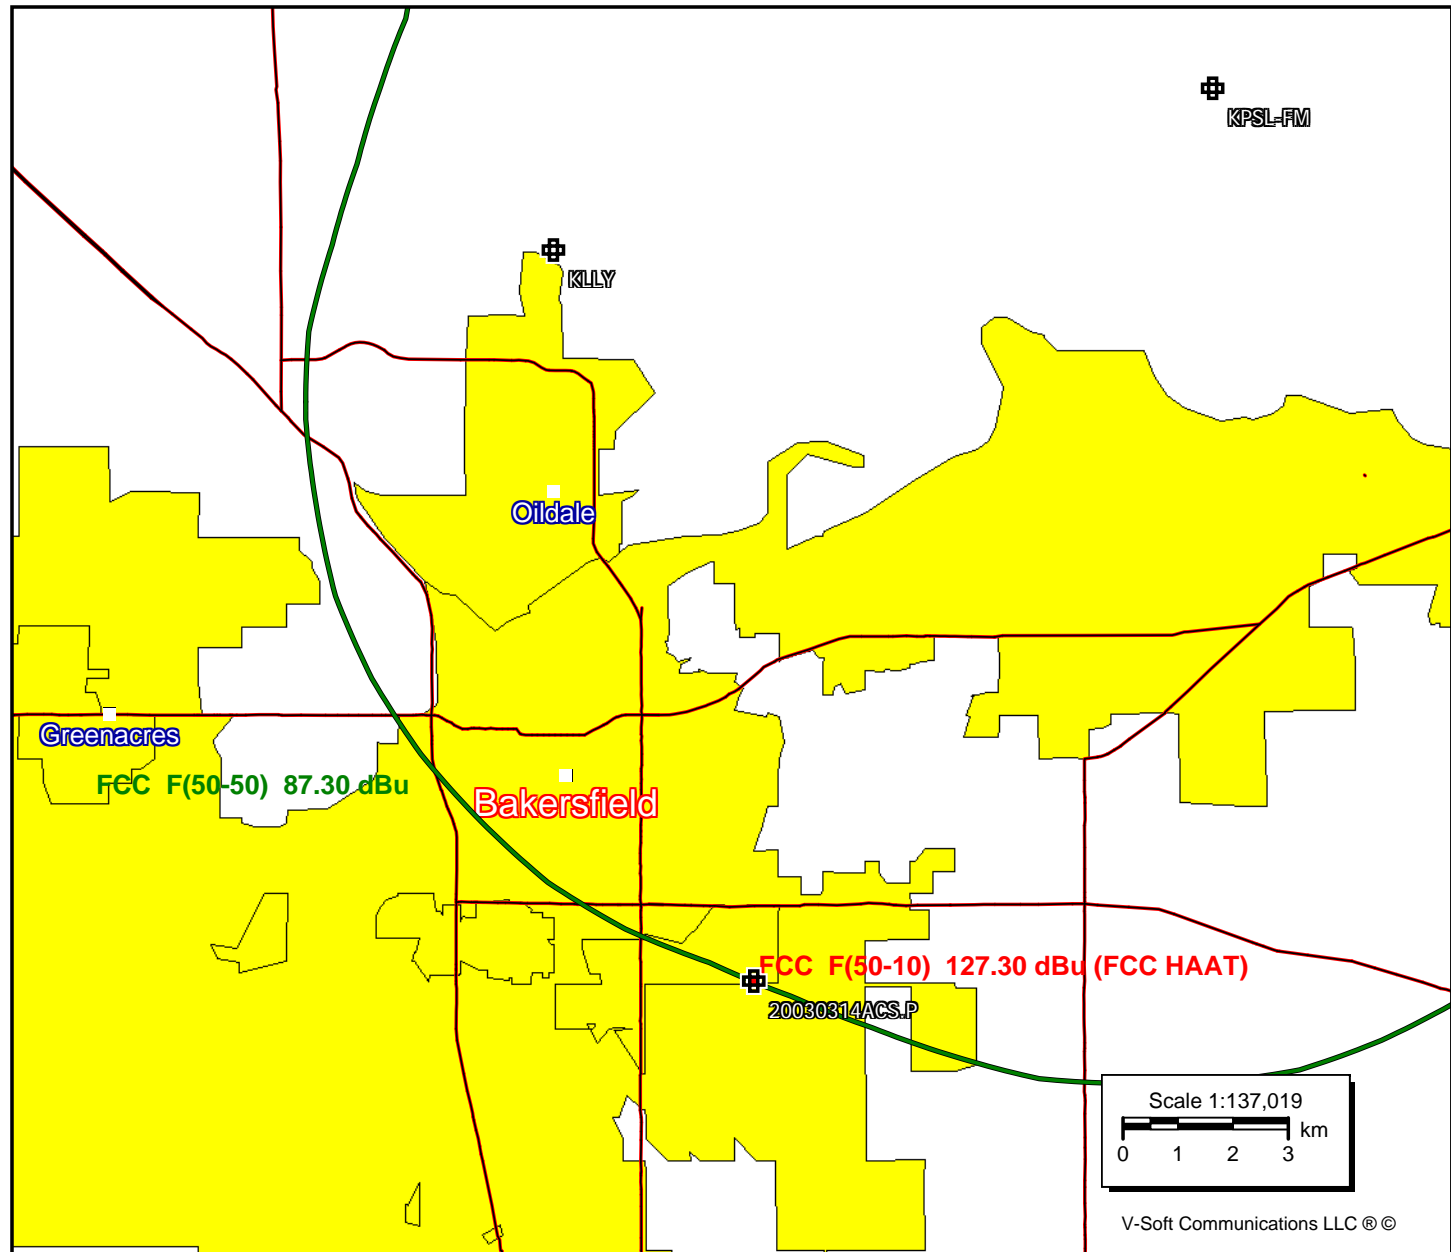 KPSL-FM
KLLY
Oildale
Greenacres
FCC F(50-50) 87.30 dBu
Bakersfield
FCC F(50-10) 127.30 dBu (FCC HAAT)
20030314ACS.P
Scale 1:137,019
km
0 1 2 3
V-Soft Communications LLC ® ©